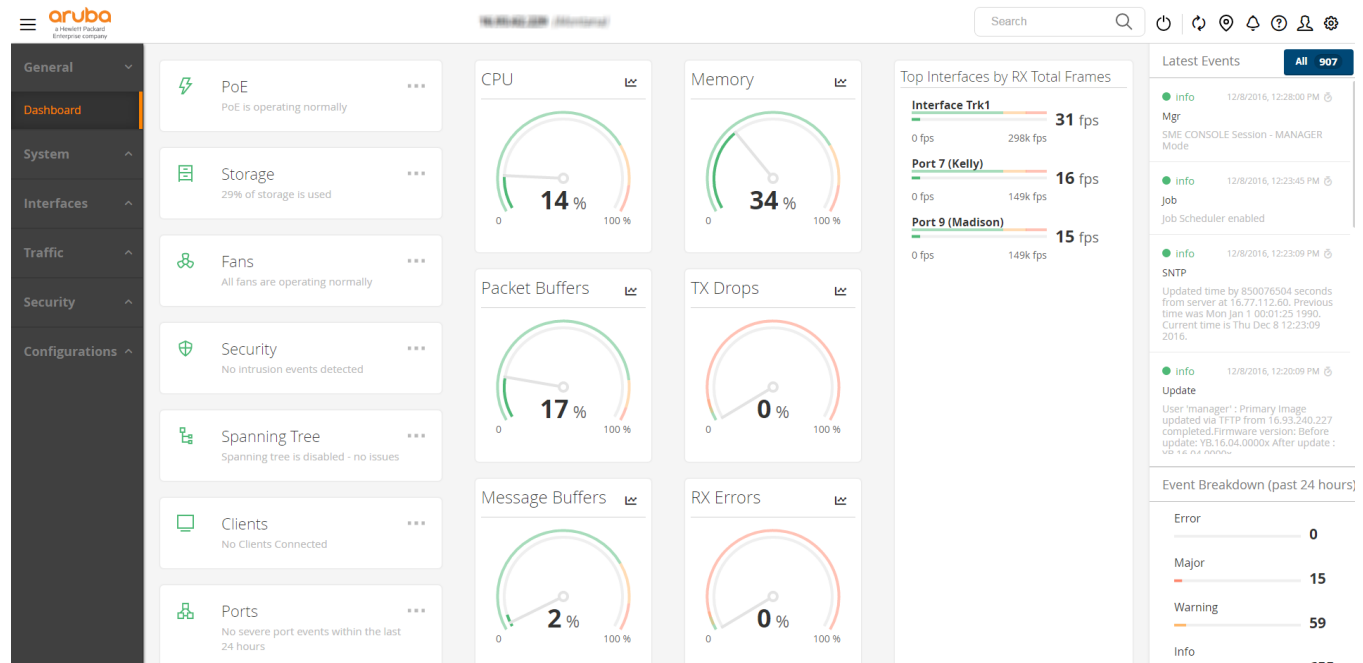 aruba
a Hewlett Packard
Enterprise company
Search
General
Dashboard
System
Interfaces
Traffic
Security
Configurations
PoE
PoE is operating normally
Storage
29% of storage is used
Fans
All fans are operating normally
Security
No intrusion events detected
Spanning Tree
Spanning tree is disabled - no issues
Clients
No Clients Connected
Ports
No severe port events within the last
24 hours
CPU
14 %
0
100 %
Memory
34 %
0
100 %
Packet Buffers
17 %
0
100 %
TX Drops
0 %
0
100 %
Message Buffers
2 %
0
100 %
RX Errors
0 %
0
100 %
Top Interfaces by RX Total Frames
Interface Trk1
31 fps
0 fps
298k fps
Port 7 (Kelly)
16 fps
0 fps
149k fps
Port 9 (Madison)
15 fps
0 fps
149k fps
Latest Events
All 907
info 12/8/2016, 12:28:00 PM
Mgr
SME CONSOLE Session - MANAGER
Mode
info 12/8/2016, 12:23:45 PM
Job
Job Scheduler enabled
info 12/8/2016, 12:23:09 PM
SNTP
Updated time by 850076504 seconds
from server at 16.77.112.60. Previous
time was Mon Jan 1 00:01:25 1990.
Current time is Thu Dec 8 12:23:09
2016.
info 12/8/2016, 12:20:09 PM
Update
User 'manager' : Primary Image
updated via TFTP from 16.93.240.227
completed.Firmware version: Before
update: YB.16.04.0000x After update :
YB.16.04.0000x
Event Breakdown (past 24 hours)
Error
0
Major
15
Warning
59
Info